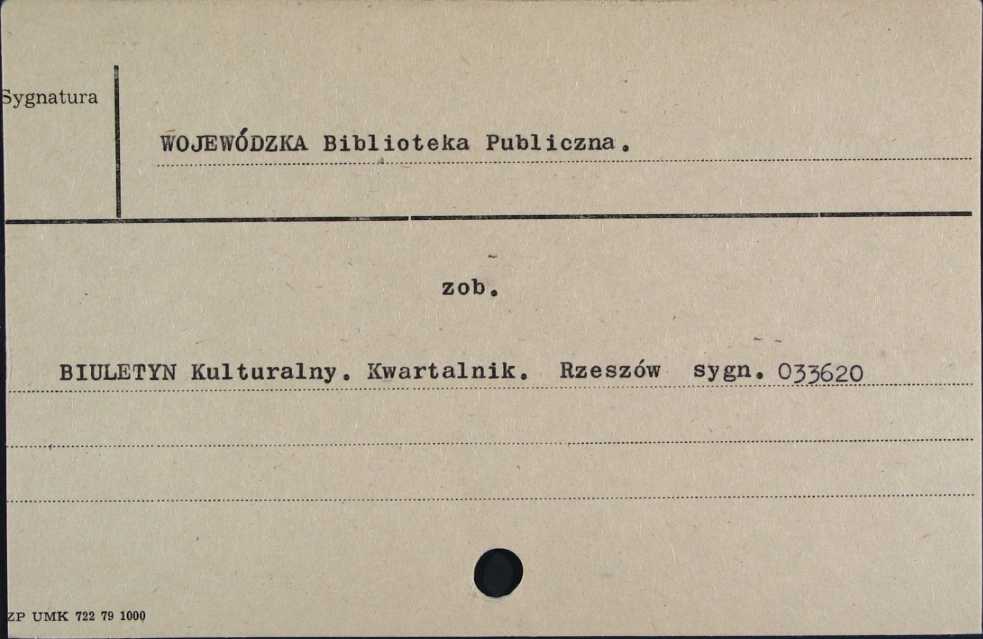 Sygnatura
WOJEWÓDZKA Biblioteka Publiczna.
zob.
BIULETYN Kulturalny. Kwartalnik. Rzeszów sygn. 033620
ZP UMK 722 79 1000